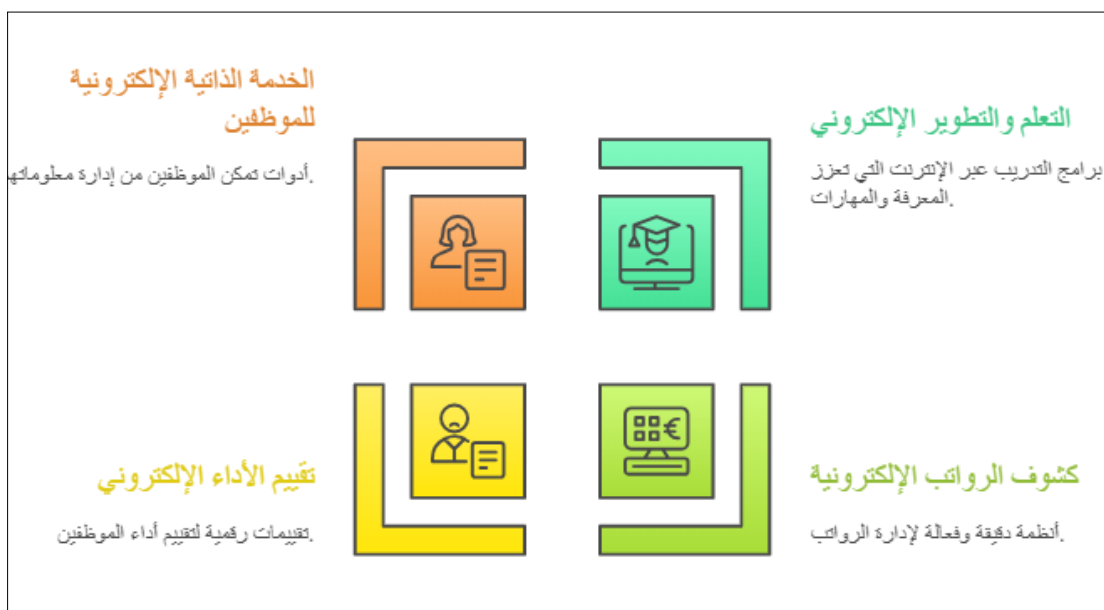 الخدمة الذاتية الإلكترونية
للموظفين
أدوات تمكن الموظفين من إدارة معلوماتها.
التعلم والتطوير الإلكتروني
برامج التدريب عبر الإنترنت التي تعزز
المعرفة والمهارات.
تقييم الأداء الإلكتروني
تقييمات رقمية لتقييم أداء الموظفين.
كشوف الرواتب الإلكترونية
أنظمة دقيقة وفعالة لإدارة الرواتب.
€